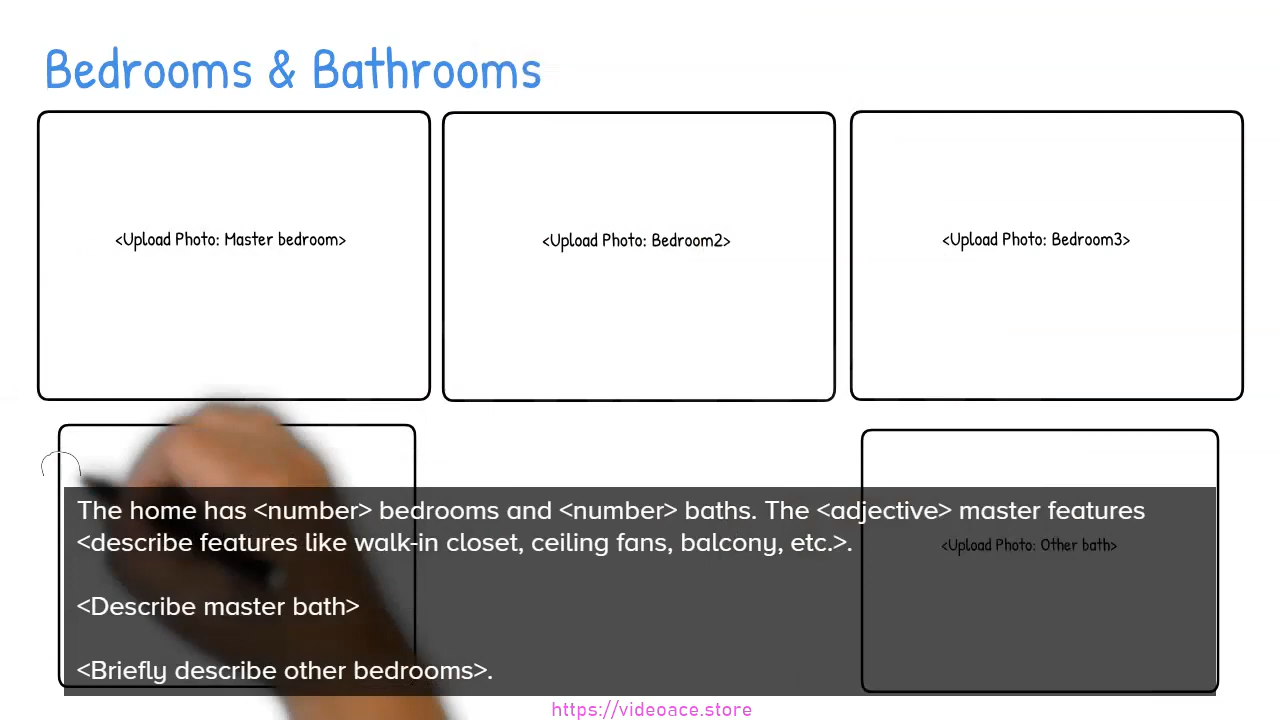 Bedrooms & Bathrooms
<Upload Photo: Master bedroom>
<Upload Photo: Bedroom2>
<Upload Photo: Bedroom3>
The home has <number> bedrooms and <number> baths. The <adjective> master features
<describe features like walk-in closet, ceiling fans, balcony, etc.>.
<Upload Photo: Other bath>
<Describe master bath>
<Briefly describe other bedrooms>.
https://videoace.store